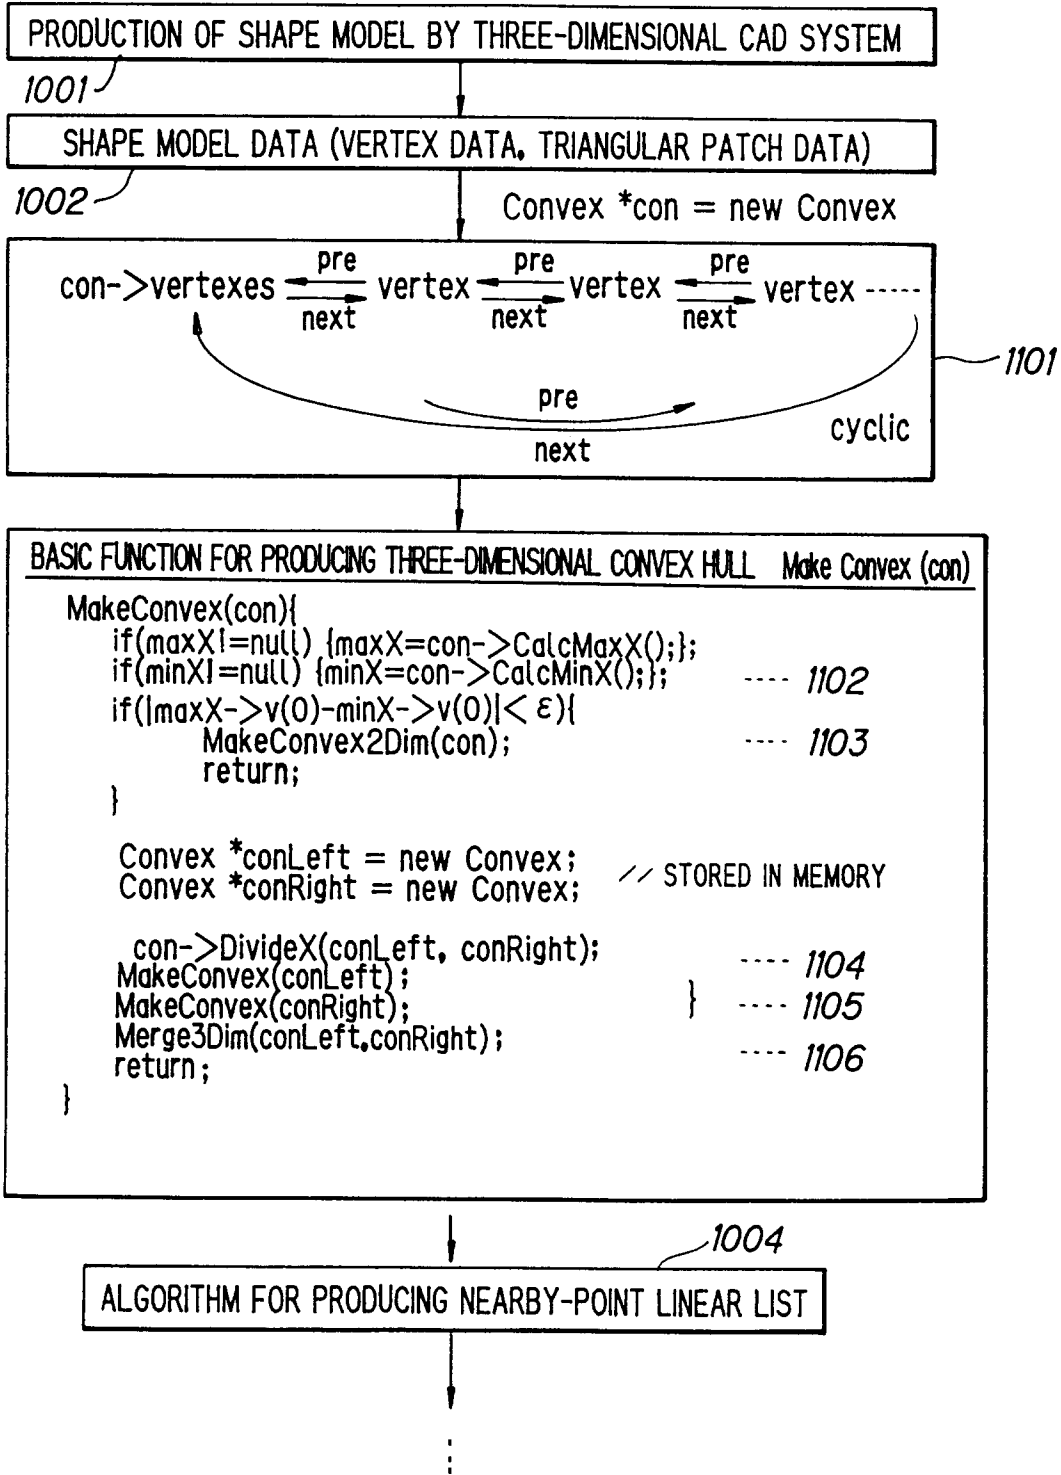 PRODUCTION OF SHAPE MODEL BY THREE-DIMENSIONAL CAD SYSTEM
1001
SHAPE MODEL DATA (VERTEX DATA, TRIANGULAR PATCH DATA)
1002
Convex *con = new Convex
pre pre pre
con->vertexes vertex vertex vertex -----
next next next
1101
pre
cyclic
next
BASIC FUNCTION FOR PRODUCING THREE-DIMENSIONAL CONVEX HULL Make Convex (con)
MakeConvex(con){
if(maxX!=null) {maxX=con->CalcMaxX();};
if(minX!=null) {minX=con->CalcMinX();}; ---- 1102
if(|maxX->v(0)-minX->v(0)|< ε){
MakeConvex2Dim(con); ---- 1103
return;
}
Convex *conLeft = new Convex;
Convex *conRight = new Convex; // STORED IN MEMORY
con->DivideX(conLeft, conRight); ---- 1104
MakeConvex(conLeft);
MakeConvex(conRight); } ---- 1105
Merge3Dim(conLeft,conRight); ---- 1106
return;
}
1004
ALGORITHM FOR PRODUCING NEARBY-POINT LINEAR LIST